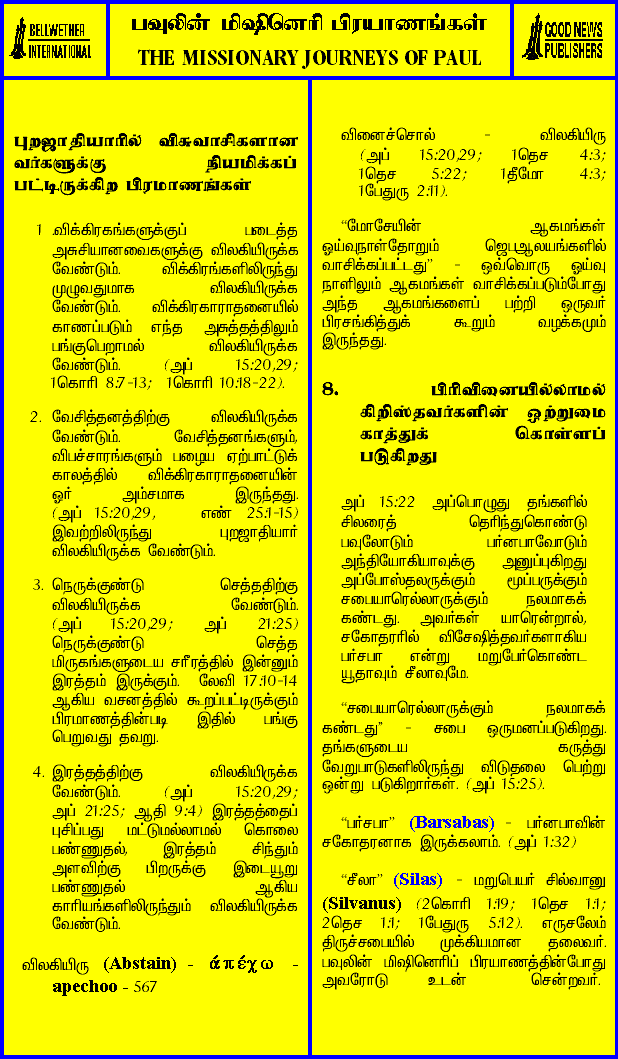 BELLWETHER
INTERNATIONAL
பவுலின் மிஷினெரி பிரயாணங்கள்
THE MISSIONARY JOURNEYS OF PAUL
GOOD NEWS
PUBLISHERS
புறஜாதியாரில் விசுவாசிகளான
வர்களுக்கு நியமிக்கப்
பட்டிருக்கிற பிரமாணங்கள்
1 .விக்கிரகங்களுக்குப் படைத்த
அசுசியானவைகளுக்கு விலகியிருக்க
வேண்டும். விக்கிரங்களிலிருந்து
முழுவதுமாக விலகியிருக்க
வேண்டும். விக்கிரகாராதனையில்
காணப்படும் எந்த அசுத்தத்திலும்
பங்குபெறாமல் விலகியிருக்க
வேண்டும். (அப் 15:20,29;
1கொரி 8:7-13; 1கொரி 10:18-22).
2. வேசித்தனத்திற்கு விலகியிருக்க
வேண்டும். வேசித்தனங்களும்,
விபச்சாரங்களும் பழைய ஏற்பாட்டுக்
காலத்தில் விக்கிரகாராதனையின்
ஓர் அம்சமாக இருந்தது.
(அப் 15:20,29, எண் 25:1-15)
இவற்றிலிருந்து புறஜாதியார்
விலகியிருக்க வேண்டும்.
3. நெருக்குண்டு செத்ததிற்கு
விலகியிருக்க வேண்டும்.
(அப் 15:20,29; அப் 21:25)
நெருக்குண்டு செத்த
மிருகங்களுடைய சரீரத்தில் இன்னும்
இரத்தம் இருக்கும். லேவி 17:10-14
ஆகிய வசனத்தில் கூறப்பட்டிருக்கும்
பிரமாணத்தின்படி இதில் பங்கு
பெறுவது தவறு.
4. இரத்தத்திற்கு விலகியிருக்க
வேண்டும். (அப் 15:20,29;
அப் 21:25; ஆதி 9:4) இரத்தத்தைப்
புசிப்பது மட்டுமல்லாமல் கொலை
பண்ணுதல், இரத்தம் சிந்தும்
அளவிற்கு பிறருக்கு இடையூறு
பண்ணுதல் ஆகிய
காரியங்களிலிருந்தும் விலகியிருக்க
வேண்டும்.
விலகியிரு (Abstain) - άπέχω -
apechoo - 567
வினைச்சொல் - விலகியிரு
(அப் 15:20,29; 1தெச 4:3;
1தெச 5:22; 1தீமோ 4:3;
1பேதுரு 2:11).
“மோசேயின் ஆகமங்கள்
ஓய்வுநாள்தோறும் ஜெபஆலயங்களில்
வாசிக்கப்பட்டது” - ஒவ்வொரு ஓய்வு
நாளிலும் ஆகமங்கள் வாசிக்கப்படும்போது
அந்த ஆகமங்களைப் பற்றி ஒருவர்
பிரசங்கித்துக் கூறும் வழக்கமும்
இருந்தது.
8. பிரிவினையில்லாமல்
கிறிஸ்தவர்களின் ஒற்றுமை
காத்துக் கொள்ளப்
படுகிறது
அப் 15:22 அப்பொழுது தங்களில்
சிலரைத் தெரிந்துகொண்டு
பவுலோடும் பர்னபாவோடும்
அந்தியோகியாவுக்கு அனுப்புகிறது
அப்போஸ்தலருக்கும் மூப்பருக்கும்
சபையாரெல்லாருக்கும் நலமாகக்
கண்டது. அவர்கள் யாரென்றால்,
சகோதரரில் விசேஷித்தவர்களாகிய
பர்சபா என்று மறுபேர்கொண்ட
யூதாவும் சீலாவுமே.
“சபையாரெல்லாருக்கும் நலமாகக்
கண்டது” - சபை ஒருமனப்படுகிறது.
தங்களுடைய கருத்து
வேறுபாடுகளிலிருந்து விடுதலை பெற்று
ஒன்று படுகிறார்கள். (அப் 15:25).
“பர்சபா” (Barsabas) - பர்னபாவின்
சகோதரனாக இருக்கலாம். (அப் 1:32)
“சீலா” (Silas) - மறுபெயர் சில்வானு
(Silvanus) (2கொரி 1:19; 1தெச 1:1;
2தெச 1:1; 1பேதுரு 5:12). எருசலேம்
திருச்சபையில் முக்கியமான தலைவர்.
பவுலின் மிஷினெரிப் பிரயாணத்தின்போது
அவரோடு உடன் சென்றவர்.